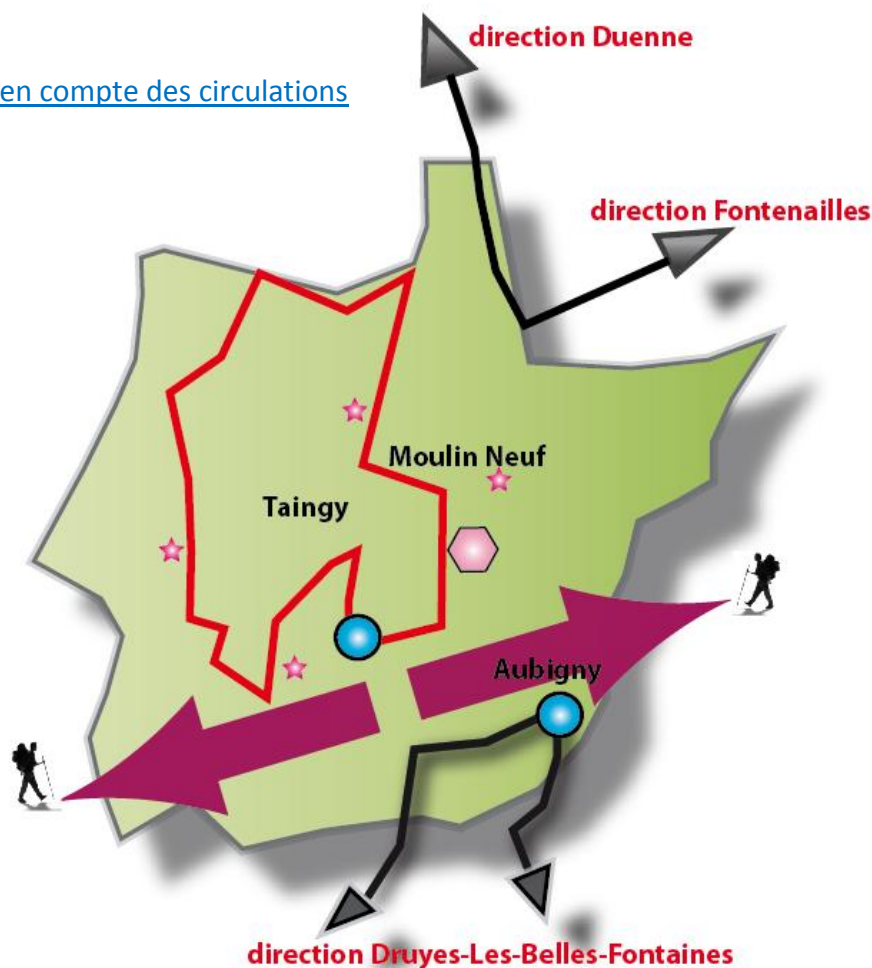 direction Duenne
en compte des circulations
direction Fontenailles
Moulin Neuf
Taingy
Aubigny
direction Druyes-Les-Belles-Fontaines